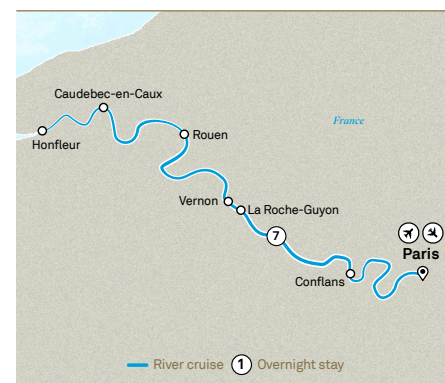 Caudebec-en-Caux
France
Honfleur
Rouen
Vernon
La Roche-Guyon
7
Paris
Conflans
River cruise 1 Overnight stay